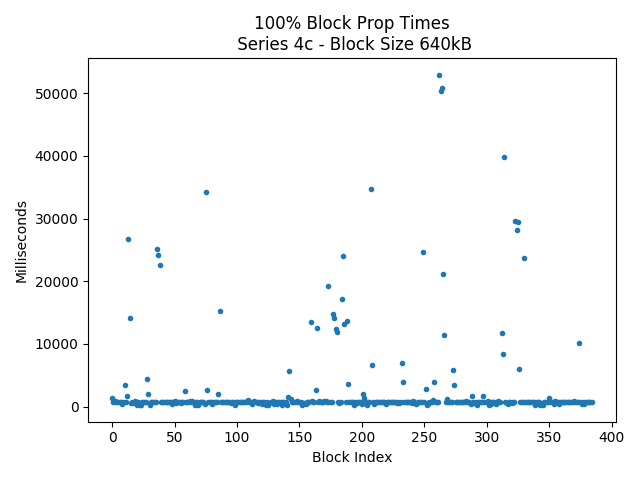 100% Block Prop Times
Series 4c - Block Size 640kB
50000
40000
30000
20000
10000
0
Milliseconds
0 50 100 150 200 250 300 350 400
Block Index